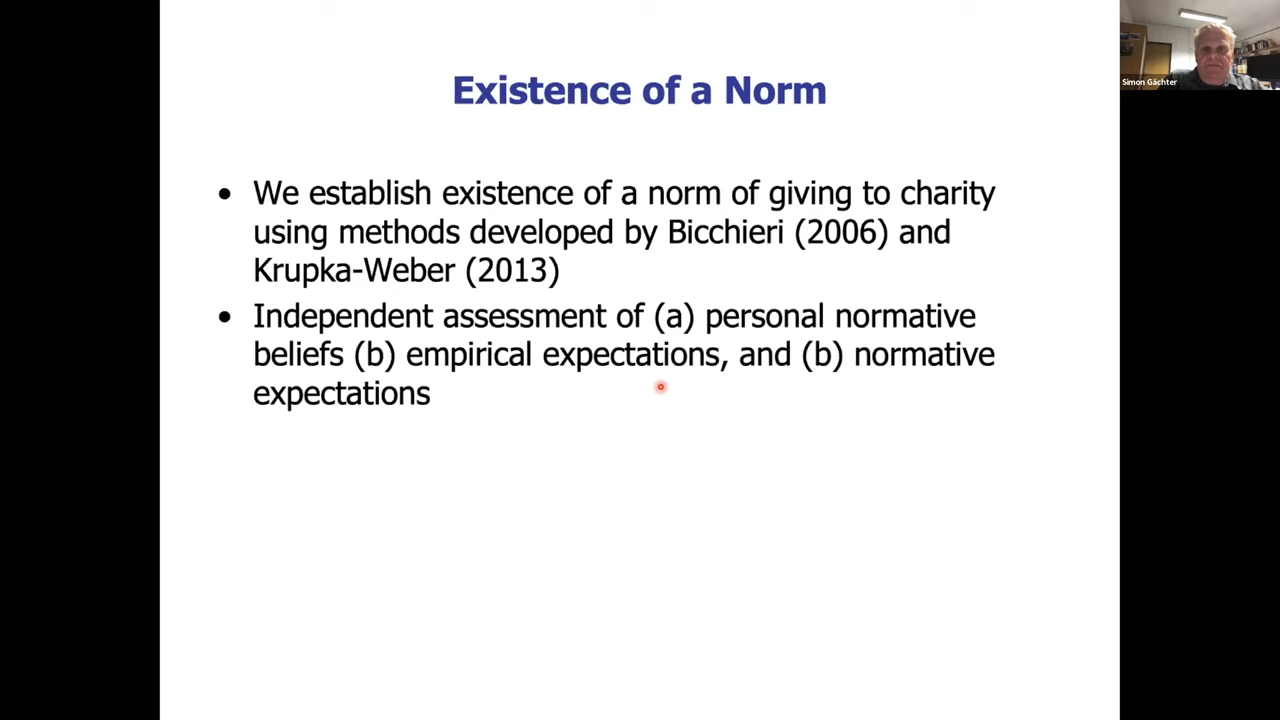 Existence of a Norm
Simon Gächter
• We establish existence of a norm of giving to charity
using methods developed by Bicchieri (2006) and
Krupka-Weber (2013)
• Independent assessment of (a) personal normative
beliefs (b) empirical expectations, and (b) normative
expectations